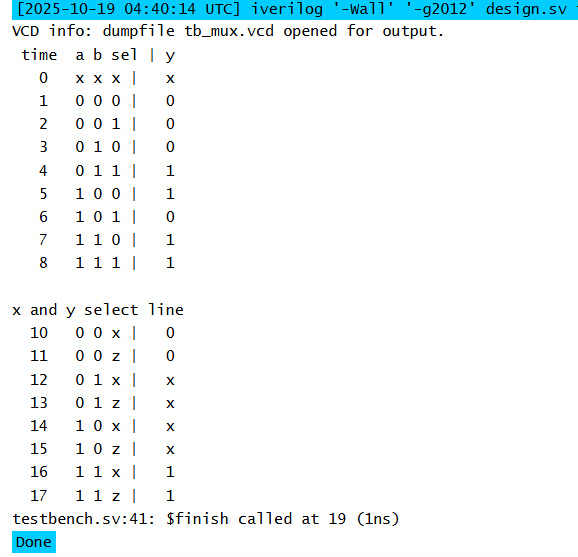 [2025-10-19 04:40:14 UTC] iverilog '-Wall' '-g2012' design.sv
VCD info: dumpfile tb_mux.vcd opened for output.
time a b sel | y
0 x x x | x
1 0 0 0 | 0
2 0 0 1 | 0
3 0 1 0 | 0
4 0 1 1 | 1
5 1 0 0 | 1
6 1 0 1 | 0
7 1 1 0 | 1
8 1 1 1 | 1
x and y select line
10 0 0 x | 0
11 0 0 z | 0
12 0 1 x | x
13 0 1 z | x
14 1 0 x | x
15 1 0 z | x
16 1 1 x | 1
17 1 1 z | 1
testbench.sv:41: $finish called at 19 (1ns)
Done